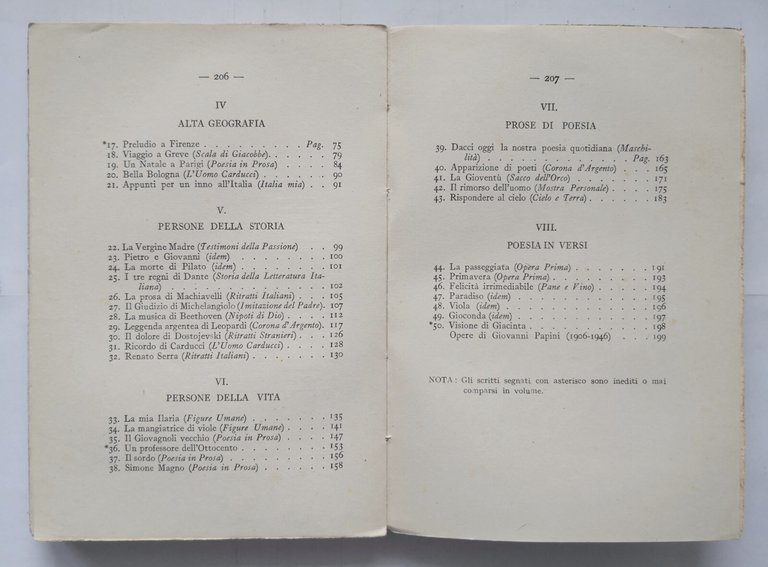 — 206 —
IV
ALTA GEOGRAFIA
*17. Preludio a Firenze . . . . . . . . . . Pag. 75
18. Viaggio a Greve (Scala di Giacobbe). . . . . . 79
19. Un Natale a Parigi (Poesia in Prosa) . . . . . . 84
20. Bella Bologna (L'Uomo Carducci) . . . . . . . 90
21. Appunti per un inno all'Italia (Italia mia) . . . . 91
V.
PERSONE DELLA STORIA
22. La Vergine Madre (Testimoni della Passione) . . 99
23. Pietro e Giovanni (idem) . . . . . . . . . 100
24. La morte di Pilato (idem) . . . . . . . . . 101
25. I tre regni di Dante (Storia della Letteratura Ita-
liana) . . . . . . . . . . . . . . . 102
26. La prosa di Machiavelli (Ritratti Italiani) . . . . 105
27. Il Giudizio di Michelangiolo (Imitazione del Padre) . 107
28. La musica di Beethoven (Nipoti di Dio) . . . . 112
29. Leggenda argentea di Leopardi (Corona d'Argento). 117
30. Il dolore di Dostojevski (Ritratti Stranieri) . . . 126
31. Ricordo di Carducci (L'Uomo Carducci) . . . . 128
32. Renato Serra (Ritratti Italiani) . . . . . . . 130
VI.
PERSONE DELLA VITA
33. La mia Ilaria (Figure Umane) . . . . . . . 135
34. La mangiatrice di viole (Figure Umane) . . . . 141
35. Il Giovagnoli vecchio (Poesia in Prosa) . . . . . 147
*36. Un professore dell'Ottocento . . . . . . . . 153
37. Il sordo (Poesia in Prosa) . . . . . . . . . 156
38. Simone Magno (Poesia in Prosa) . . . . . . . 158
— 207 —
VII.
PROSE DI POESIA
39. Dacci oggi la nostra poesia quotidiana (Maschi-
lità) . . . . . . . . . . . . . Pag. 163
40. Apparizione di poeti (Corona d'Argento) . . . . 165
41. La Gioventù (Sacco dell'Orco) . . . . . . . 171
42. Il rimorso dell'uomo (Mostra Personale) . . . . 175
43. Rispondere al cielo (Cielo e Terra) . . . . . . 183
VIII.
POESIA IN VERSI
44. La passeggiata (Opera Prima) . . . . . . . 191
45. Primavera (Opera Prima) . . . . . . . . . 193
46. Felicità irrimediabile (Pane e Vino) . . . . . . 194
47. Paradiso (idem) . . . . . . . . . . . . 195
48. Viola (idem) . . . . . . . . . . . . . 196
49. Gioconda (idem) . . . . . . . . . . . . 197
*50. Visione di Giacinta . . . . . . . . . . . 198
Opere di Giovanni Papini (1906-1946) . . . . . 199
NOTA : Gli scritti segnati con asterisco sono inediti o mai
comparsi in volume.